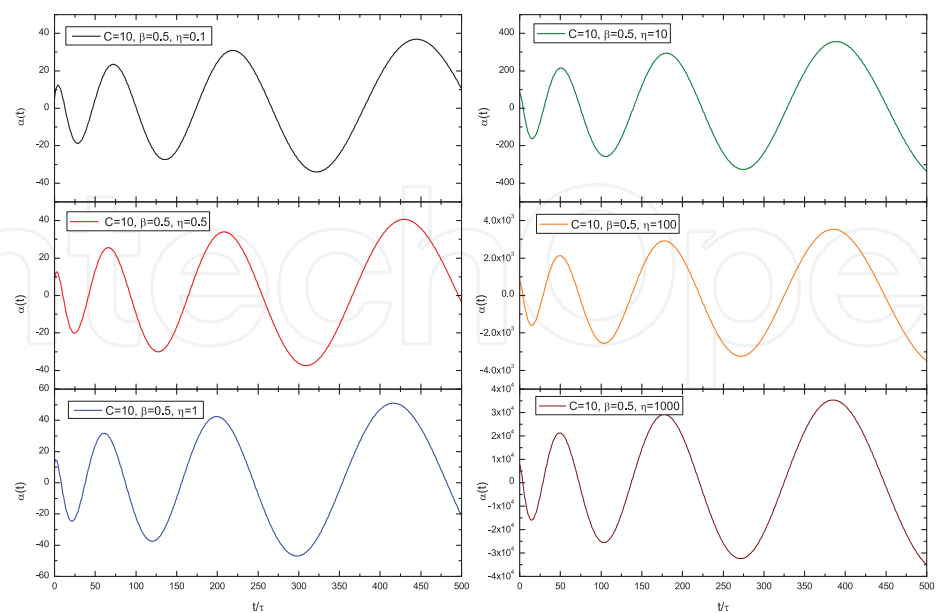 C=10, β=0.5, η=0.1
α(t)
40
20
0
-20
-40
C=10, β=0.5, η=0.5
α(t)
40
20
0
-20
-40
60
C=10, β=0.5, η=1
α(t)
40
20
0
-20
-40
-60
0 50 100 150 200 250 300 350 400 450 500
t/τ
C=10, β=0.5, η=10
α(t)
400
200
0
-200
-400
C=10, β=0.5, η=100
α(t)
4.0x10³
2.0x10³
0.0
-2.0x10³
-4.0x10³
4x10⁴
C=10, β=0.5, η=1000
α(t)
3x10⁴
2x10⁴
1x10⁴
0
-1x10⁴
-2x10⁴
-3x10⁴
-4x10⁴
0 50 100 150 200 250 300 350 400 450 500
t/τ
ntechOpe